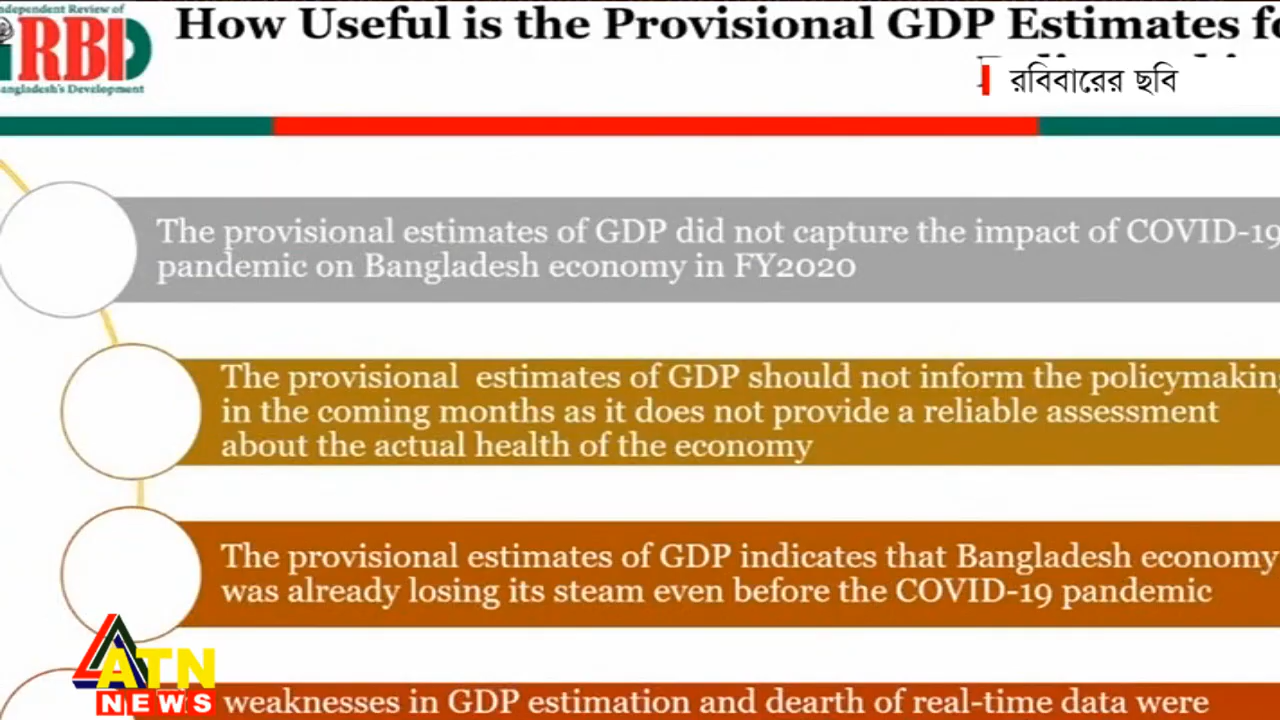 Independent Review of
IRBD
Bangladesh's Development
How Useful is the Provisional GDP Estimates fo
রবিবারের ছবি
The provisional estimates of GDP did not capture the impact of COVID-19
pandemic on Bangladesh economy in FY2020
The provisional estimates of GDP should not inform the policymaking
in the coming months as it does not provide a reliable assessment
about the actual health of the economy
The provisional estimates of GDP indicates that Bangladesh economy
was already losing its steam even before the COVID-19 pandemic
weaknesses in GDP estimation and dearth of real-time data were
ATN
NEWS